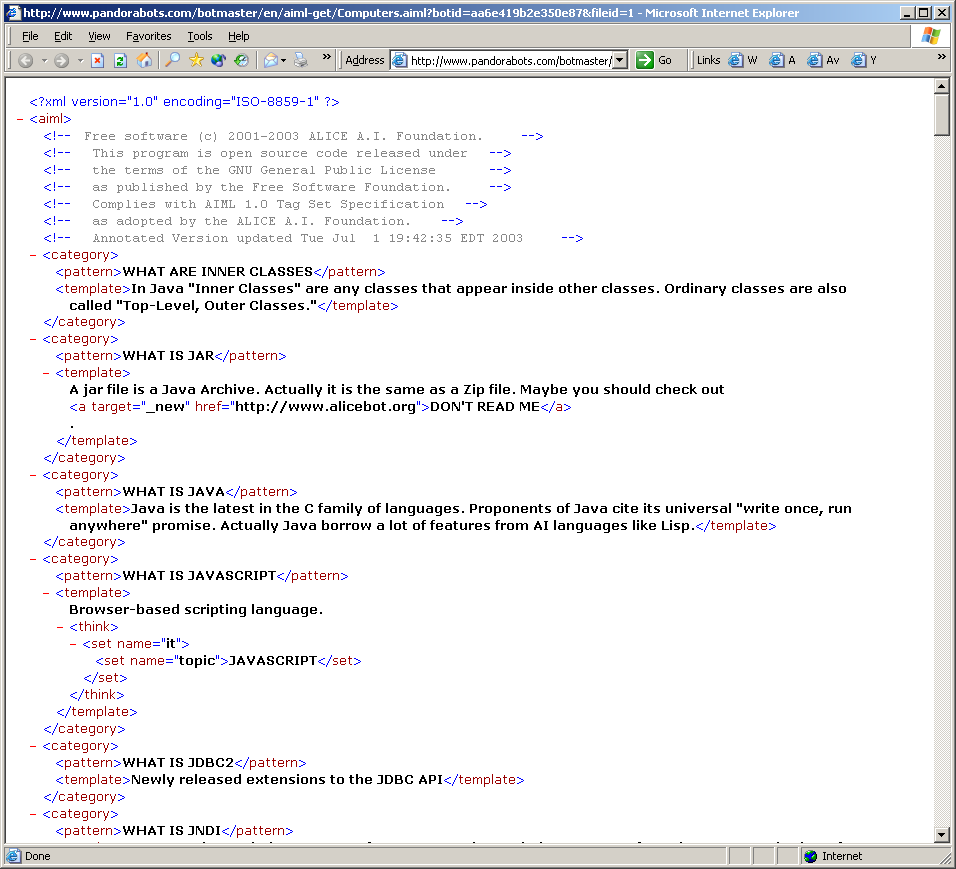 http://www.pandorabots.com/botmaster/en/aiml-get/Computers.aiml?botid=aa6e419b2e350e87&fileid=1 - Microsoft Internet Explorer
File Edit View Favorites Tools Help
» Address http://www.pandorabots.com/botmaster/ Go Links W A Av Y »
<?xml version="1.0" encoding="ISO-8859-1" ?>
- <aiml>
<!-- Free software (c) 2001-2003 ALICE A.I. Foundation. -->
<!-- This program is open source code released under -->
<!-- the terms of the GNU General Public License -->
<!-- as published by the Free Software Foundation. -->
<!-- Complies with AIML 1.0 Tag Set Specification -->
<!-- as adopted by the ALICE A.I. Foundation. -->
<!-- Annotated Version updated Tue Jul 1 19:42:35 EDT 2003 -->
- <category>
<pattern>WHAT ARE INNER CLASSES</pattern>
<template>In Java "Inner Classes" are any classes that appear inside other classes. Ordinary classes are also
called "Top-Level, Outer Classes."</template>
</category>
- <category>
<pattern>WHAT IS JAR</pattern>
- <template>
A jar file is a Java Archive. Actually it is the same as a Zip file. Maybe you should check out
<a target="_new" href="http://www.alicebot.org">DON'T READ ME</a>
.
</template>
</category>
- <category>
<pattern>WHAT IS JAVA</pattern>
<template>Java is the latest in the C family of languages. Proponents of Java cite its universal "write once, run
anywhere" promise. Actually Java borrow a lot of features from AI languages like Lisp.</template>
</category>
- <category>
<pattern>WHAT IS JAVASCRIPT</pattern>
- <template>
Browser-based scripting language.
- <think>
- <set name="it">
<set name="topic">JAVASCRIPT</set>
</set>
</think>
</template>
</category>
- <category>
<pattern>WHAT IS JDBC2</pattern>
<template>Newly released extensions to the JDBC API</template>
</category>
- <category>
<pattern>WHAT IS JNDI</pattern>
Done Internet